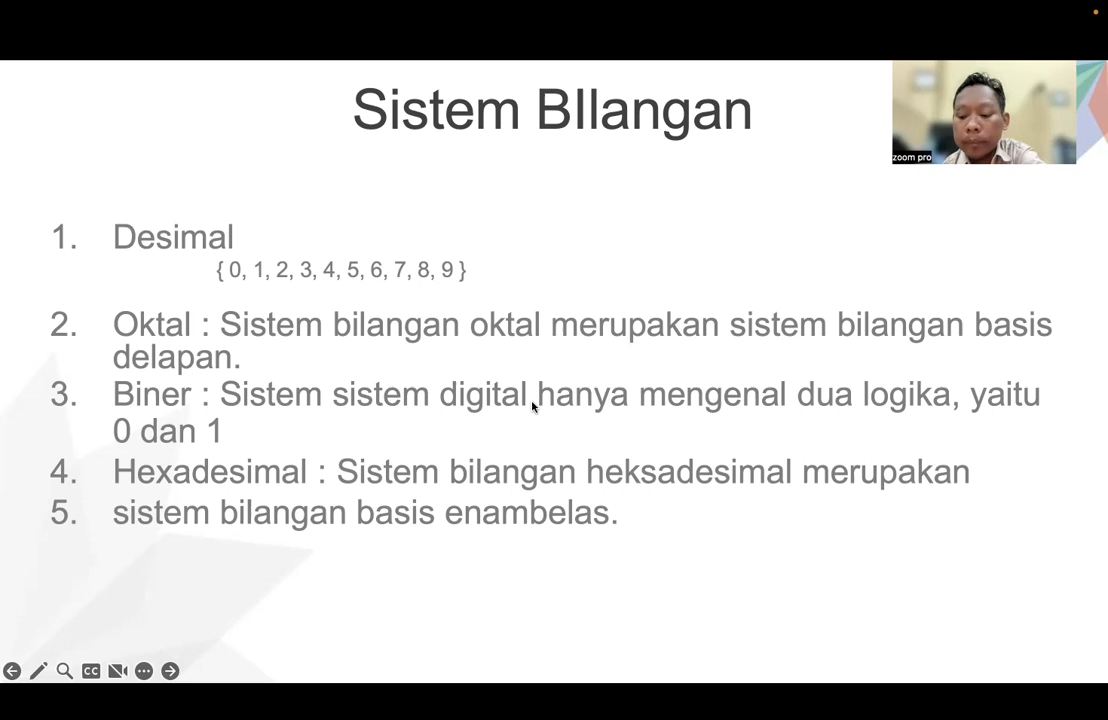 Sistem BIlangan
zoom pro
1. Desimal
{ 0, 1, 2, 3, 4, 5, 6, 7, 8, 9 }
2. Oktal : Sistem bilangan oktal merupakan sistem bilangan basis
delapan.
3. Biner : Sistem sistem digital hanya mengenal dua logika, yaitu
0 dan 1
4. Hexadesimal : Sistem bilangan heksadesimal merupakan
5. sistem bilangan basis enambelas.
CC